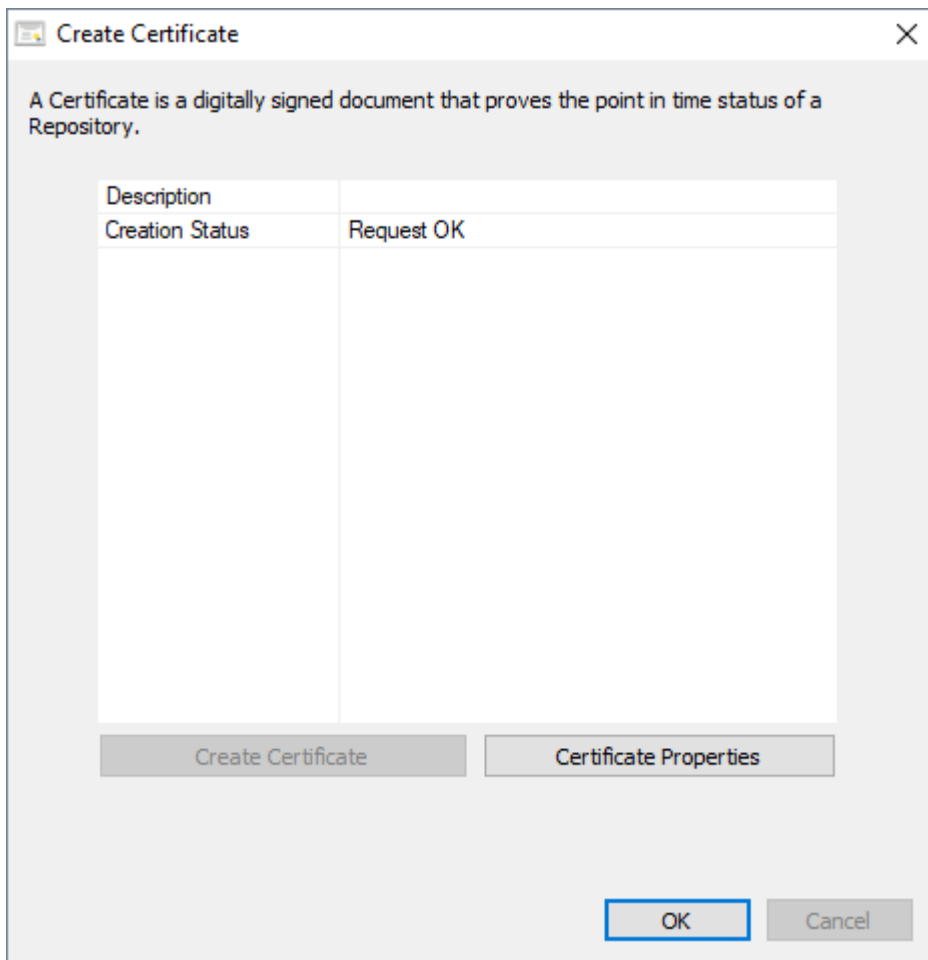 Create Certificate
A Certificate is a digitally signed document that proves the point in time status of a
Repository.
Description
Creation Status Request OK
Create Certificate Certificate Properties
OK Cancel